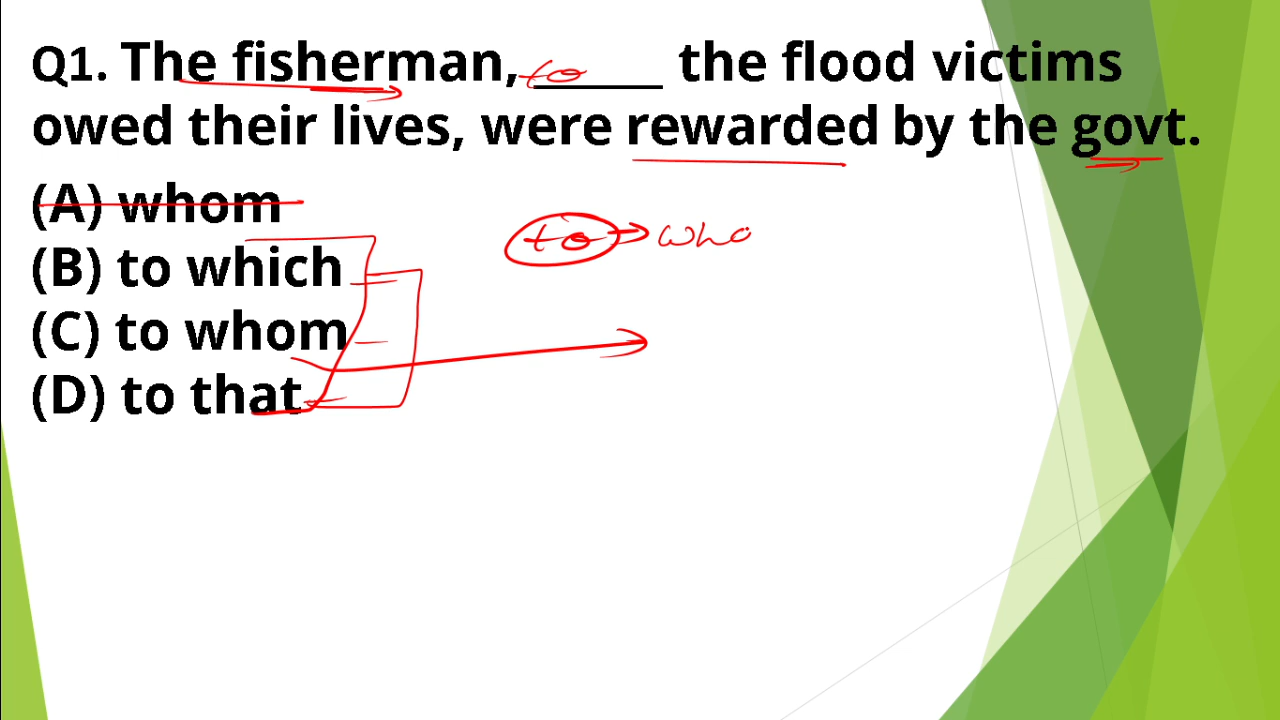 Q1. The fisherman, to _____ the flood victims
owed their lives, were rewarded by the govt.
(A) whom
(B) to which
to → who
(C) to whom
(D) to that